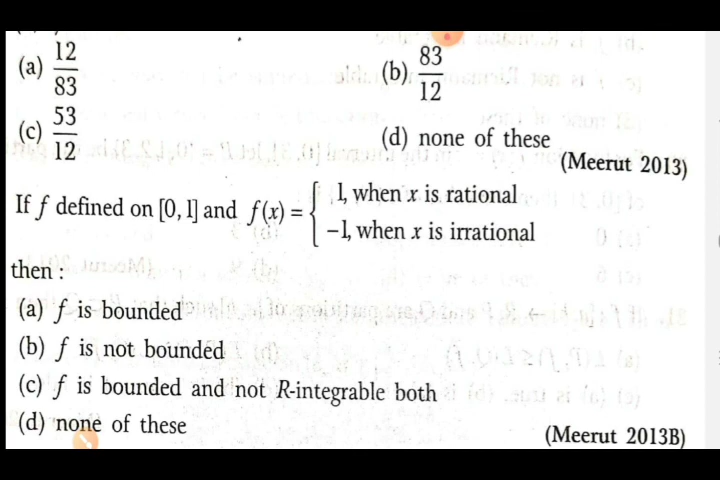 (a) 12/83 (b) 83/12
(c) 53/12 (d) none of these
(Meerut 2013)
If f defined on [0, 1] and f(x) = { 1, when x is rational
−1, when x is irrational
then :
(a) f is bounded
(b) f is not bounded
(c) f is bounded and not R-integrable both
(d) none of these
(Meerut 2013B)